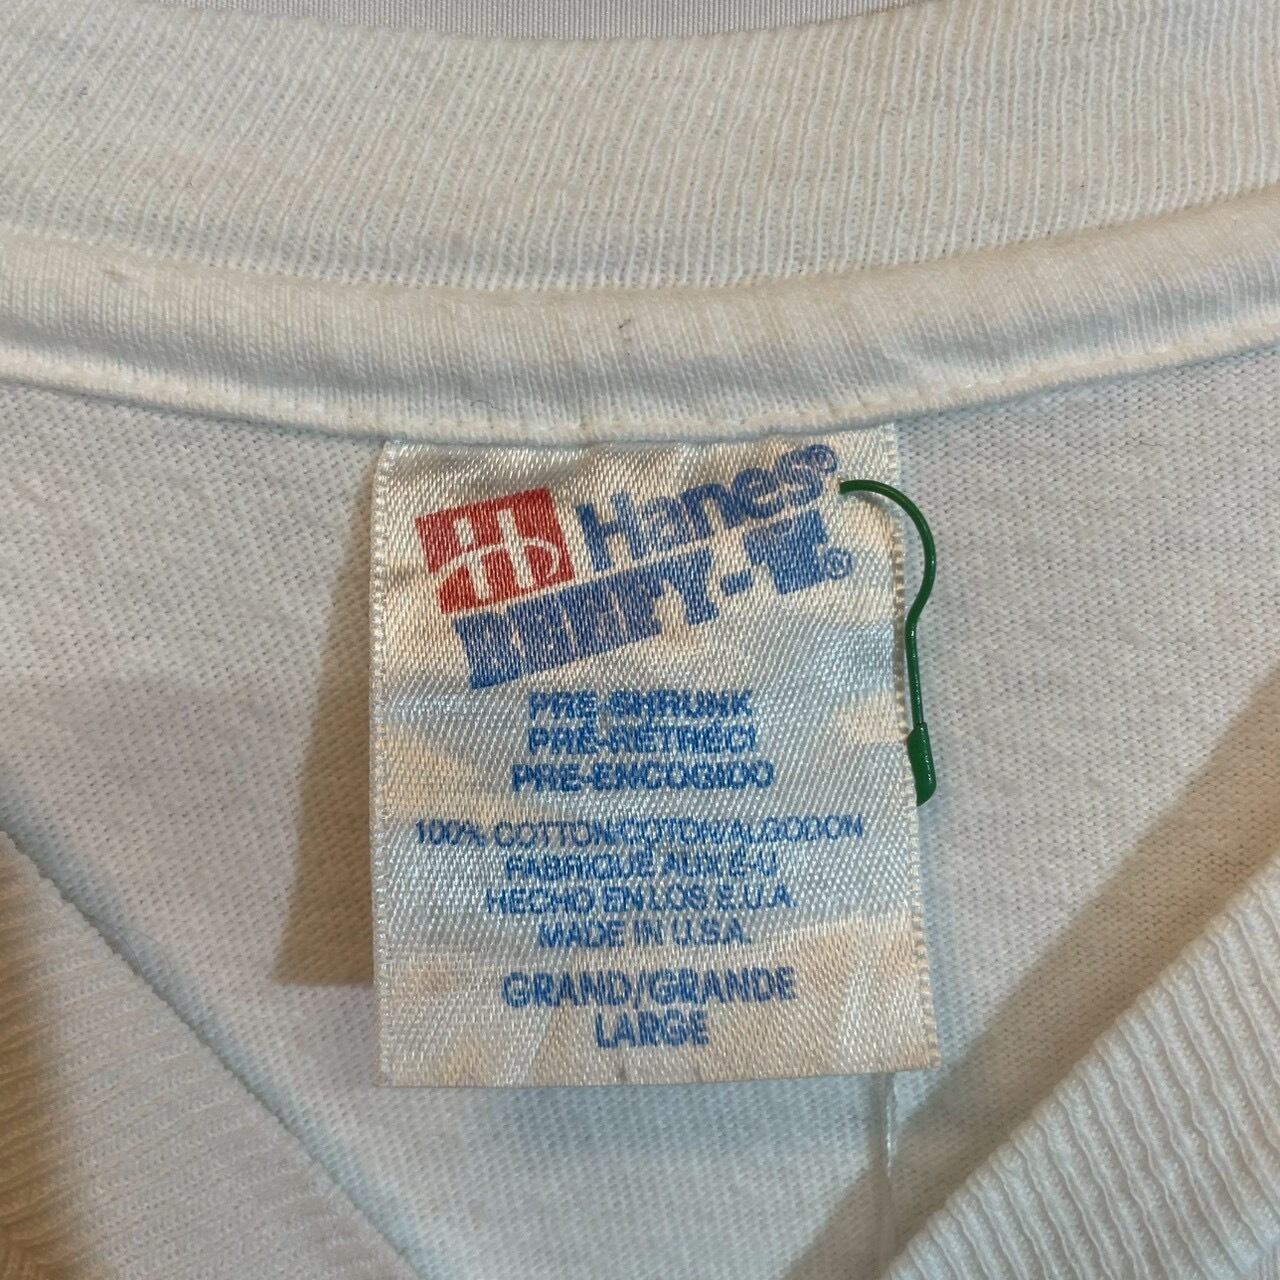 Hanes®
BEEFY-T®
PRE-SHRUNK
PRÉ-RÉTRÉCI
PRE-ENCOGIDO
100% COTTON/COTON/ALGODON
FABRIQUÉ AUX É-U
HECHO EN LOS E.U.A.
MADE IN U.S.A.
GRAND/GRANDE
LARGE